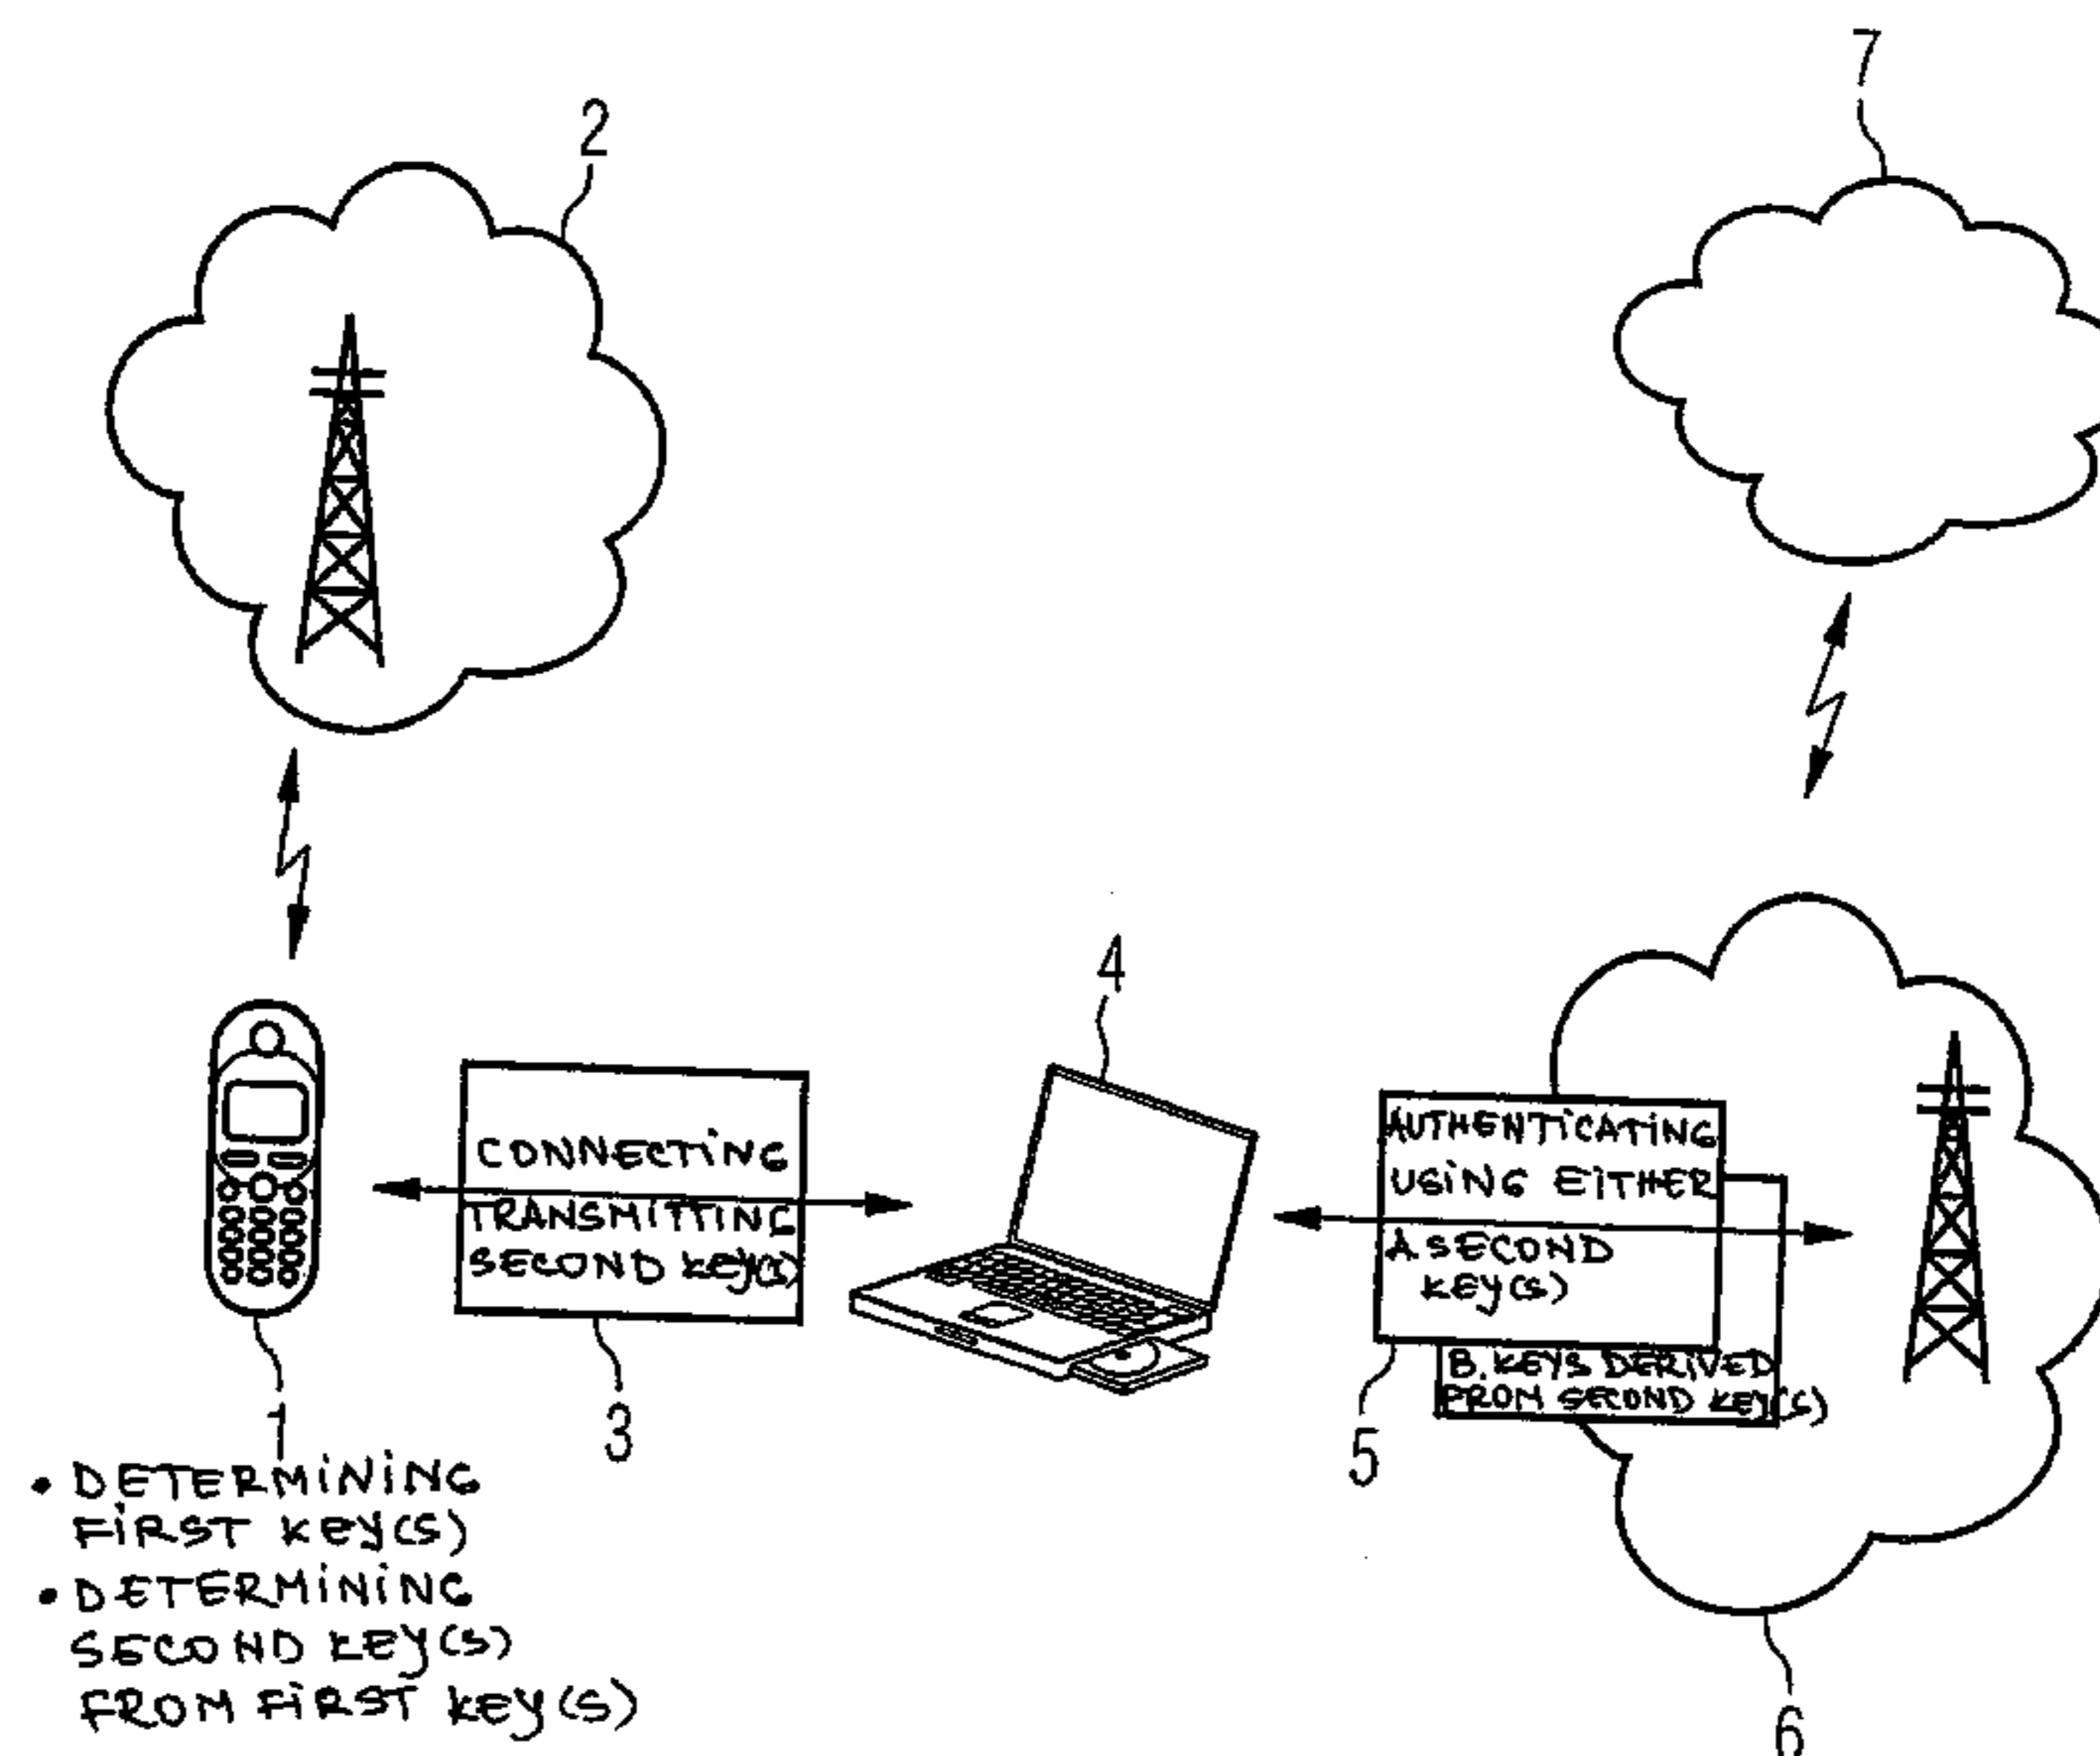 2
7
4
CONNECTING
TRANSMITTING
SECOND KEY(S)
AUTHENTICATING
USING EITHER
A SECOND
KEY(S)
B. KEYS DERIVED
FROM SECOND KEY(S)
1
3
5
• DETERMINING
FIRST KEY(S)
• DETERMINING
SECOND KEY(S)
FROM FIRST KEY(S)
6